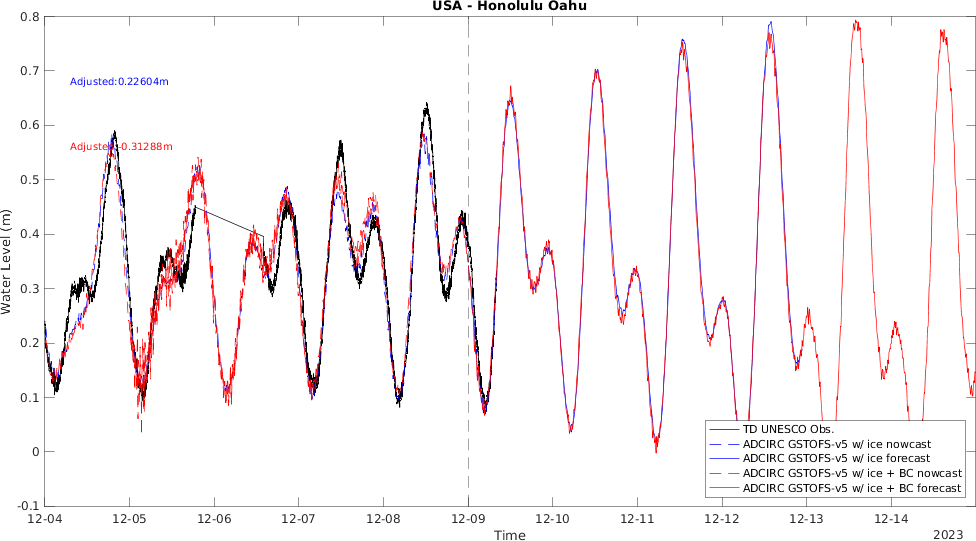 USA - Honolulu Oahu
0.8
0.7
0.6
0.5
0.4
0.3
0.2
0.1
0
-0.1
Water Level (m)
Adjusted:0.22604m
Adjusted:-0.31288m
TD UNESCO Obs.
ADCIRC GSTOFS-v5 w/ ice nowcast
ADCIRC GSTOFS-v5 w/ ice forecast
ADCIRC GSTOFS-v5 w/ ice + BC nowcast
ADCIRC GSTOFS-v5 w/ ice + BC forecast
12-04 12-05 12-06 12-07 12-08 12-09 12-10 12-11 12-12 12-13 12-14
Time
2023